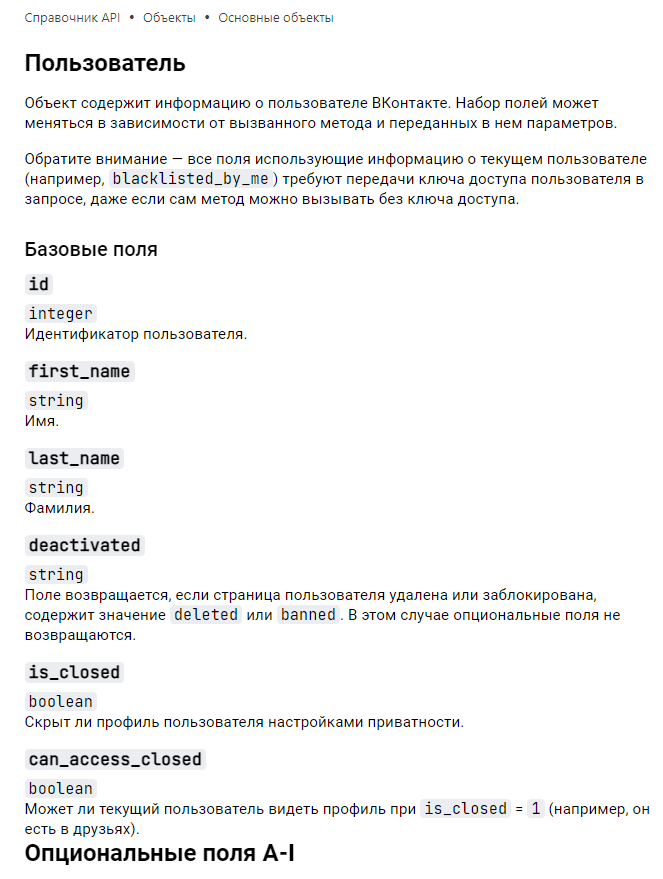 Справочник API • Объекты • Основные объекты
Пользователь
Объект содержит информацию о пользователе ВКонтакте. Набор полей может
меняться в зависимости от вызванного метода и переданных в нем параметров.
Обратите внимание — все поля использующие информацию о текущем пользователе
(например, blacklisted_by_me) требуют передачи ключа доступа пользователя в
запросе, даже если сам метод можно вызывать без ключа доступа.
Базовые поля
id
integer
Идентификатор пользователя.
first_name
string
Имя.
last_name
string
Фамилия.
deactivated
string
Поле возвращается, если страница пользователя удалена или заблокирована,
содержит значение deleted или banned. В этом случае опциональные поля не
возвращаются.
is_closed
boolean
Скрыт ли профиль пользователя настройками приватности.
can_access_closed
boolean
Может ли текущий пользователь видеть профиль при is_closed = 1 (например, он
есть в друзьях).
Опциональные поля A-I